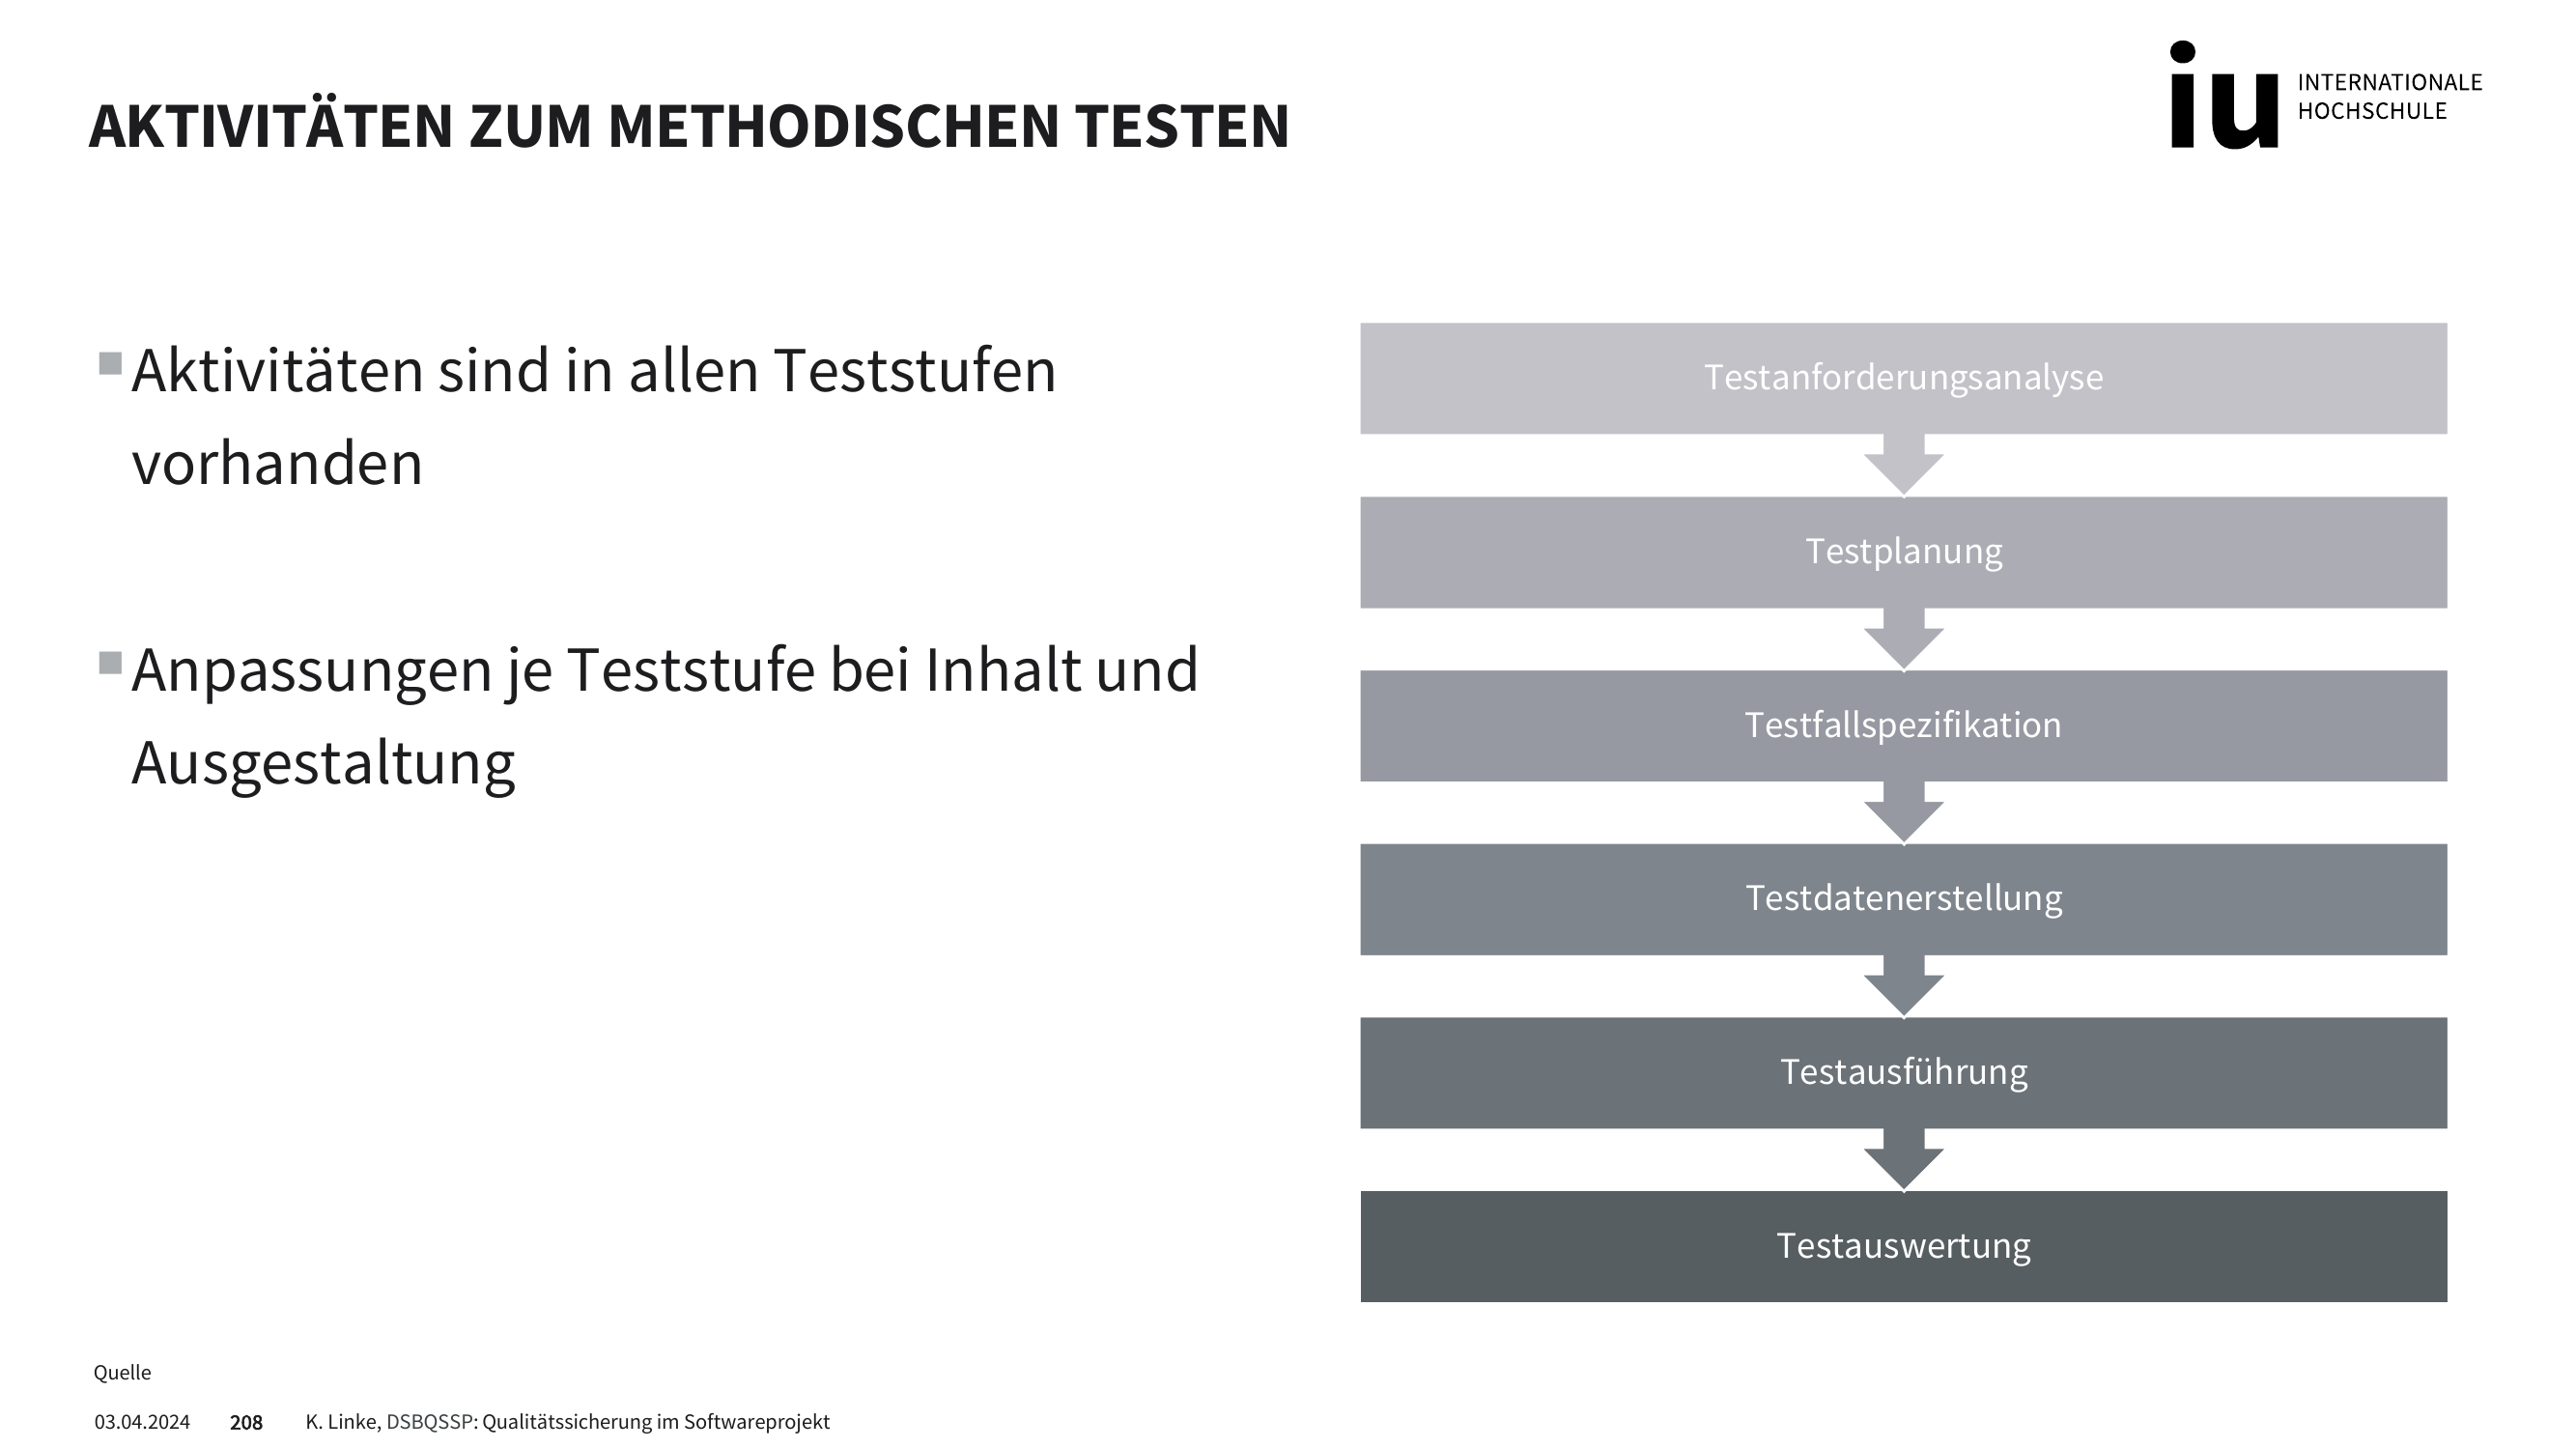 AKTIVITÄTEN ZUM METHODISCHEN TESTEN
iu INTERNATIONALE
HOCHSCHULE
Aktivitäten sind in allen Teststufen
vorhanden
Anpassungen je Teststufe bei Inhalt und
Ausgestaltung
Testanforderungsanalyse
Testplanung
Testfallspezifikation
Testdatenerstellung
Testausführung
Testauswertung
Quelle
03.04.2024 208 K. Linke, DSBQSSP: Qualitätssicherung im Softwareprojekt